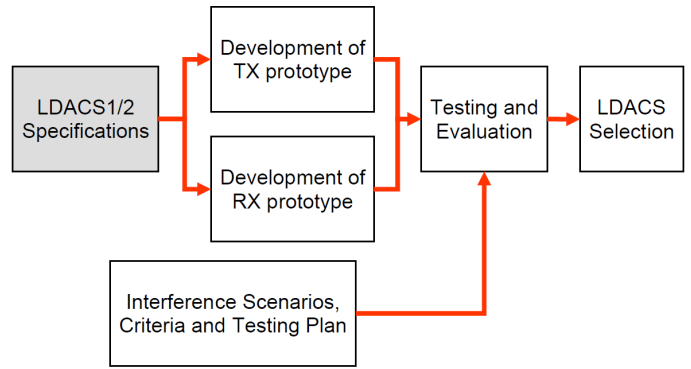 LDACS1/2
Specifications
Development of
TX prototype
Development of
RX prototype
Testing and
Evaluation
LDACS
Selection
Interference Scenarios,
Criteria and Testing Plan